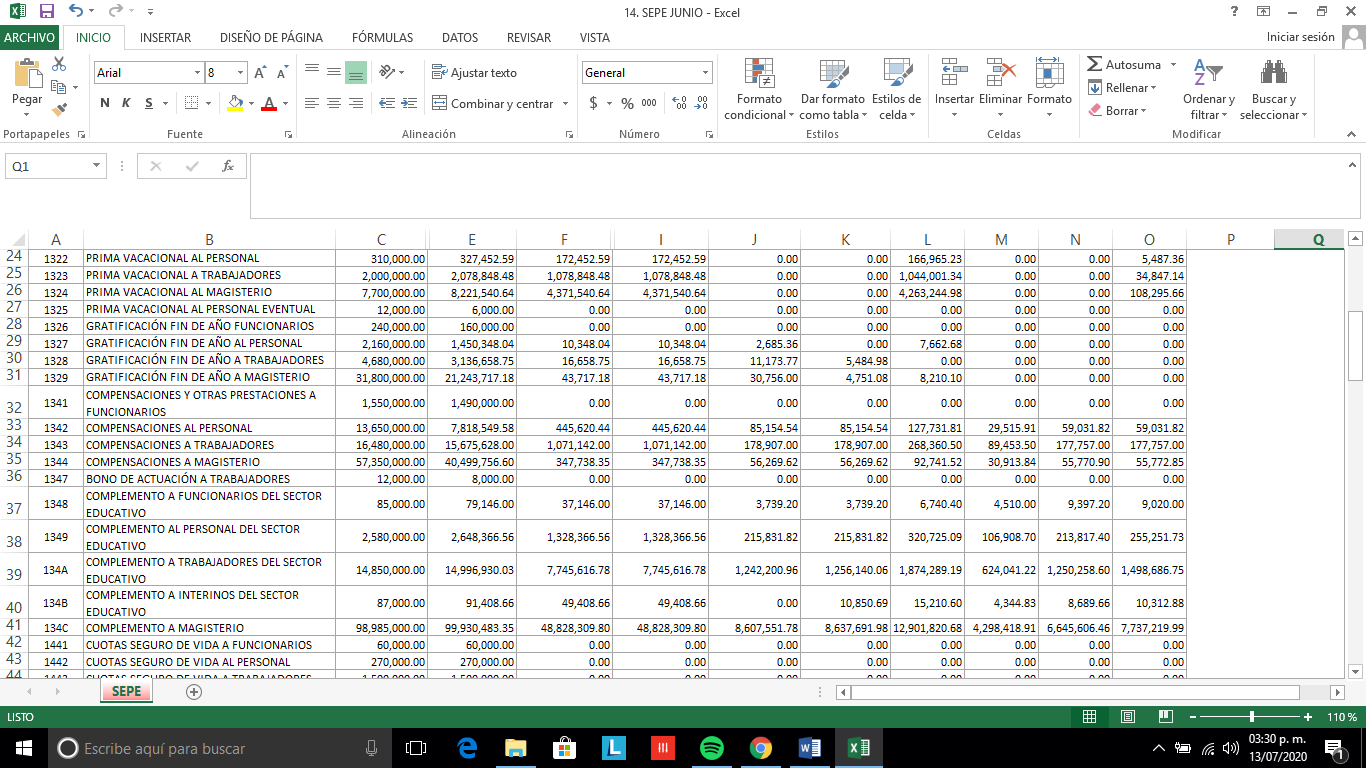 14. SEPE JUNIO - Excel
ARCHIVO INICIO INSERTAR DISEÑO DE PÁGINA FÓRMULAS DATOS REVISAR VISTA Iniciar sesión
Pegar
Arial 8
N K S
Ajustar texto
Combinar y centrar
General
$ % 000
Formato condicional
Dar formato como tabla
Estilos de celda
Insertar Eliminar Formato
Autosuma
Rellenar
Borrar
Ordenar y filtrar
Buscar y seleccionar
Portapapeles Fuente Alineación Número Estilos Celdas Modificar
Q1 fx
A B C E F I J K L M N O P Q
24 1322 PRIMA VACACIONAL AL PERSONAL 310,000.00 327,452.59 172,452.59 172,452.59 0.00 0.00 166,965.23 0.00 0.00 5,487.36
25 1323 PRIMA VACACIONAL A TRABAJADORES 2,000,000.00 2,078,848.48 1,078,848.48 1,078,848.48 0.00 0.00 1,044,001.34 0.00 0.00 34,847.14
26 1324 PRIMA VACACIONAL AL MAGISTERIO 7,700,000.00 8,221,540.64 4,371,540.64 4,371,540.64 0.00 0.00 4,263,244.98 0.00 0.00 108,295.66
27 1325 PRIMA VACACIONAL AL PERSONAL EVENTUAL 12,000.00 6,000.00 0.00 0.00 0.00 0.00 0.00 0.00 0.00 0.00
28 1326 GRATIFICACIÓN FIN DE AÑO FUNCIONARIOS 240,000.00 160,000.00 0.00 0.00 0.00 0.00 0.00 0.00 0.00 0.00
29 1327 GRATIFICACIÓN FIN DE AÑO AL PERSONAL 2,160,000.00 1,450,348.04 10,348.04 10,348.04 2,685.36 0.00 7,662.68 0.00 0.00 0.00
30 1328 GRATIFICACIÓN FIN DE AÑO A TRABAJADORES 4,680,000.00 3,136,658.75 16,658.75 16,658.75 11,173.77 5,484.98 0.00 0.00 0.00 0.00
31 1329 GRATIFICACIÓN FIN DE AÑO A MAGISTERIO 31,800,000.00 21,243,717.18 43,717.18 43,717.18 30,756.00 4,751.08 8,210.10 0.00 0.00 0.00
32 1341 COMPENSACIONES Y OTRAS PRESTACIONES A FUNCIONARIOS 1,550,000.00 1,490,000.00 0.00 0.00 0.00 0.00 0.00 0.00 0.00 0.00
33 1342 COMPENSACIONES AL PERSONAL 13,650,000.00 7,818,549.58 445,620.44 445,620.44 85,154.54 85,154.54 127,731.81 29,515.91 59,031.82 59,031.82
34 1343 COMPENSACIONES A TRABAJADORES 16,480,000.00 15,675,628.00 1,071,142.00 1,071,142.00 178,907.00 178,907.00 268,360.50 89,453.50 177,757.00 177,757.00
35 1344 COMPENSACIONES A MAGISTERIO 57,350,000.00 40,499,756.60 347,738.35 347,738.35 56,269.62 56,269.62 92,741.52 30,913.84 55,770.90 55,772.85
36 1347 BONO DE ACTUACIÓN A TRABAJADORES 12,000.00 8,000.00 0.00 0.00 0.00 0.00 0.00 0.00 0.00 0.00
37 1348 COMPLEMENTO A FUNCIONARIOS DEL SECTOR EDUCATIVO 85,000.00 79,146.00 37,146.00 37,146.00 3,739.20 3,739.20 6,740.40 4,510.00 9,397.20 9,020.00
38 1349 COMPLEMENTO AL PERSONAL DEL SECTOR EDUCATIVO 2,580,000.00 2,648,366.56 1,328,366.56 1,328,366.56 215,831.82 215,831.82 320,725.09 106,908.70 213,817.40 255,251.73
39 134A COMPLEMENTO A TRABAJADORES DEL SECTOR EDUCATIVO 14,850,000.00 14,996,930.03 7,745,616.78 7,745,616.78 1,242,200.96 1,256,140.06 1,874,289.19 624,041.22 1,250,258.60 1,498,686.75
40 134B COMPLEMENTO A INTERINOS DEL SECTOR EDUCATIVO 87,000.00 91,408.66 49,408.66 49,408.66 0.00 10,850.69 15,210.60 4,344.83 8,689.66 10,312.88
41 134C COMPLEMENTO A MAGISTERIO 98,985,000.00 99,930,483.35 48,828,309.80 48,828,309.80 8,607,551.78 8,637,691.98 12,901,820.68 4,298,418.91 6,645,606.46 7,737,219.99
42 1441 CUOTAS SEGURO DE VIDA A FUNCIONARIOS 60,000.00 60,000.00 0.00 0.00 0.00 0.00 0.00 0.00 0.00 0.00
43 1442 CUOTAS SEGURO DE VIDA AL PERSONAL 270,000.00 270,000.00 0.00 0.00 0.00 0.00 0.00 0.00 0.00 0.00
44 1443 CUOTAS SEGURO DE VIDA A TRABAJADORES
SEPE
LISTO 110 %
Escribe aquí para buscar
03:30 p. m.
13/07/2020
1